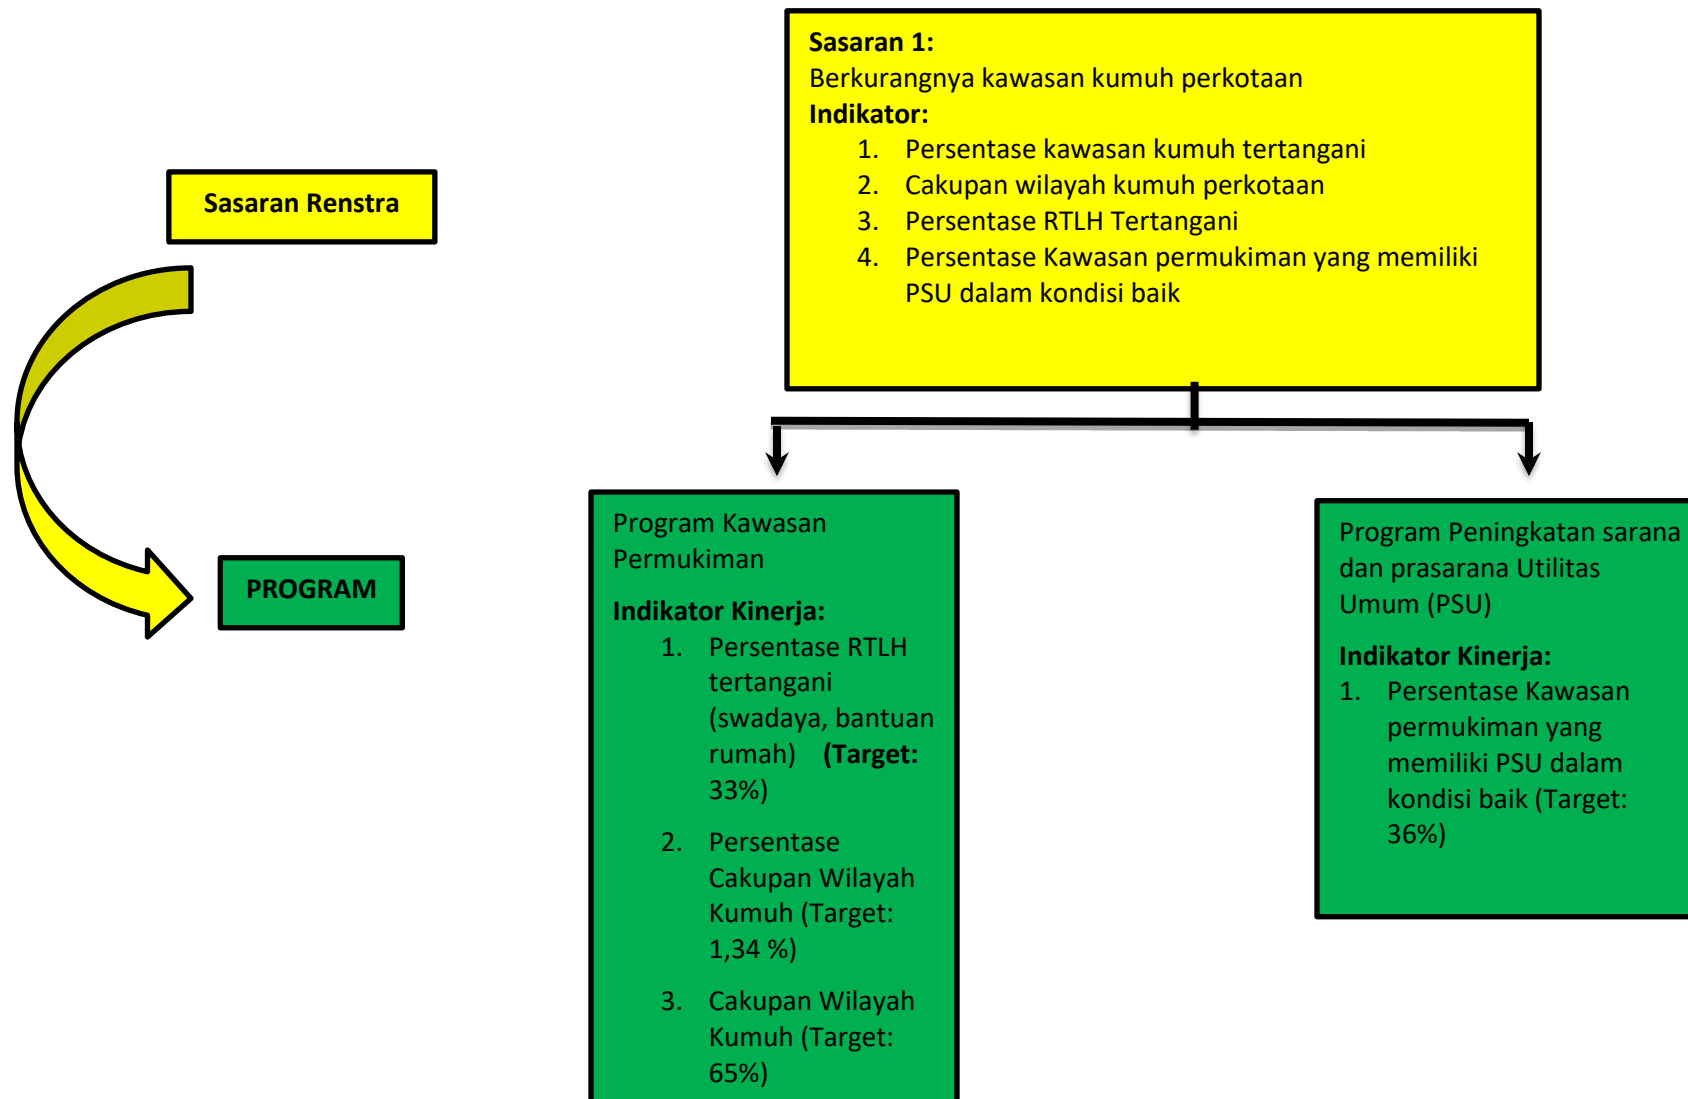 Sasaran 1:
Berkurangnya kawasan kumuh perkotaan
Indikator:
1. Persentase kawasan kumuh tertangani
2. Cakupan wilayah kumuh perkotaan
3. Persentase RTLH Tertangani
4. Persentase Kawasan permukiman yang memiliki
PSU dalam kondisi baik
Sasaran Renstra
PROGRAM
Program Kawasan
Permukiman
Indikator Kinerja:
1. Persentase RTLH
tertangani
(swadaya, bantuan
rumah) (Target:
33%)
2. Persentase
Cakupan Wilayah
Kumuh (Target:
1,34 %)
3. Cakupan Wilayah
Kumuh (Target:
65%)
Program Peningkatan sarana
dan prasarana Utilitas
Umum (PSU)
Indikator Kinerja:
1. Persentase Kawasan
permukiman yang
memiliki PSU dalam
kondisi baik (Target:
36%)